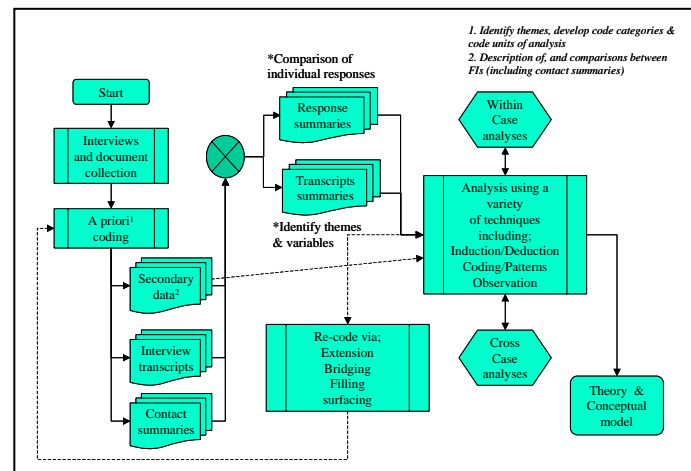 1. Identify themes, develop code categories &
code units of analysis
2. Description of, and comparisons between
FIs (including contact summaries)
*Comparison of
individual responses
Start
Interviews
and document
collection
A priori¹
coding
Secondary
data²
Interview
transcripts
Contact
summaries
Response
summaries
Transcripts
summaries
*Identify themes
& variables
Re-code via;
Extension
Bridging
Filling
surfacing
Within
Case
analyses
Analysis using a
variety
of techniques
including;
Induction/Deduction
Coding/Patterns
Observation
Cross
Case
analyses
Theory &
Conceptual
model